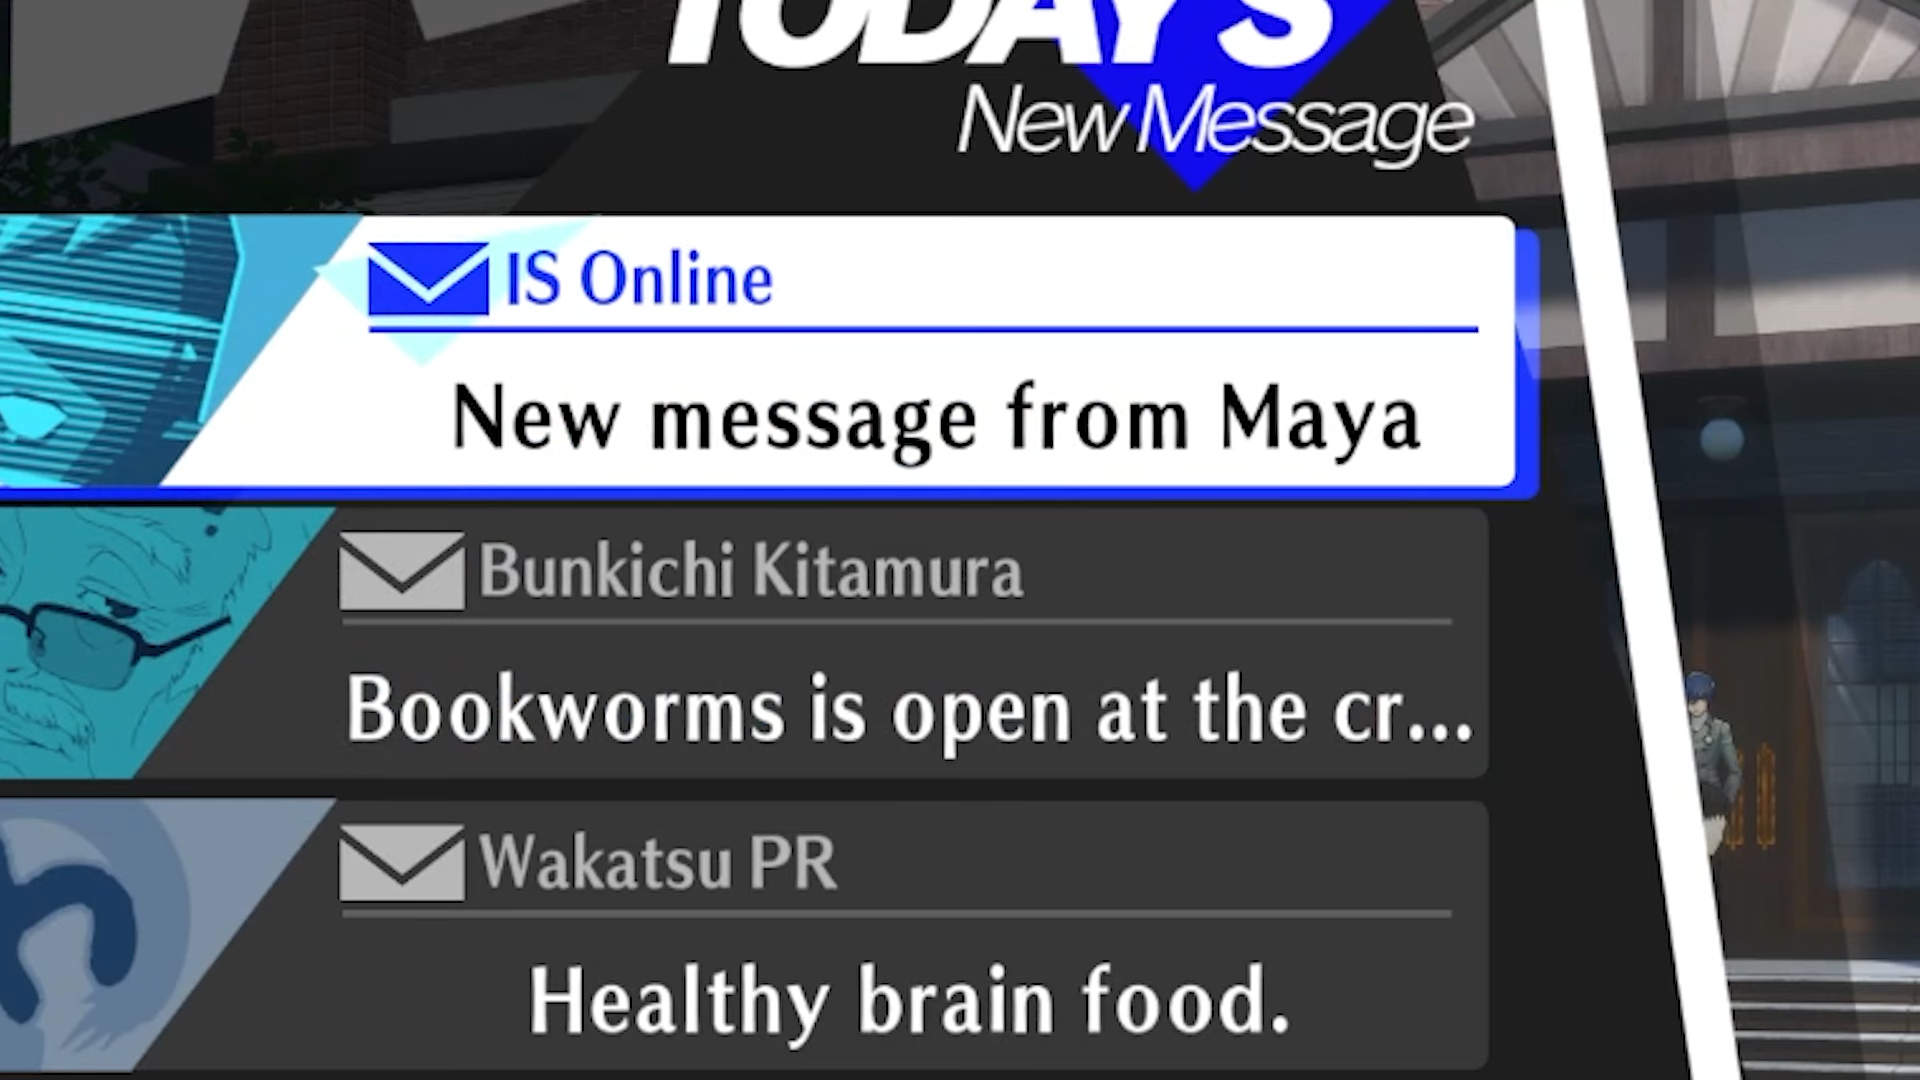 TODAY'S
New Message
IS Online
New message from Maya
Bunkichi Kitamura
Bookworms is open at the cr...
Wakatsu PR
Healthy brain food.